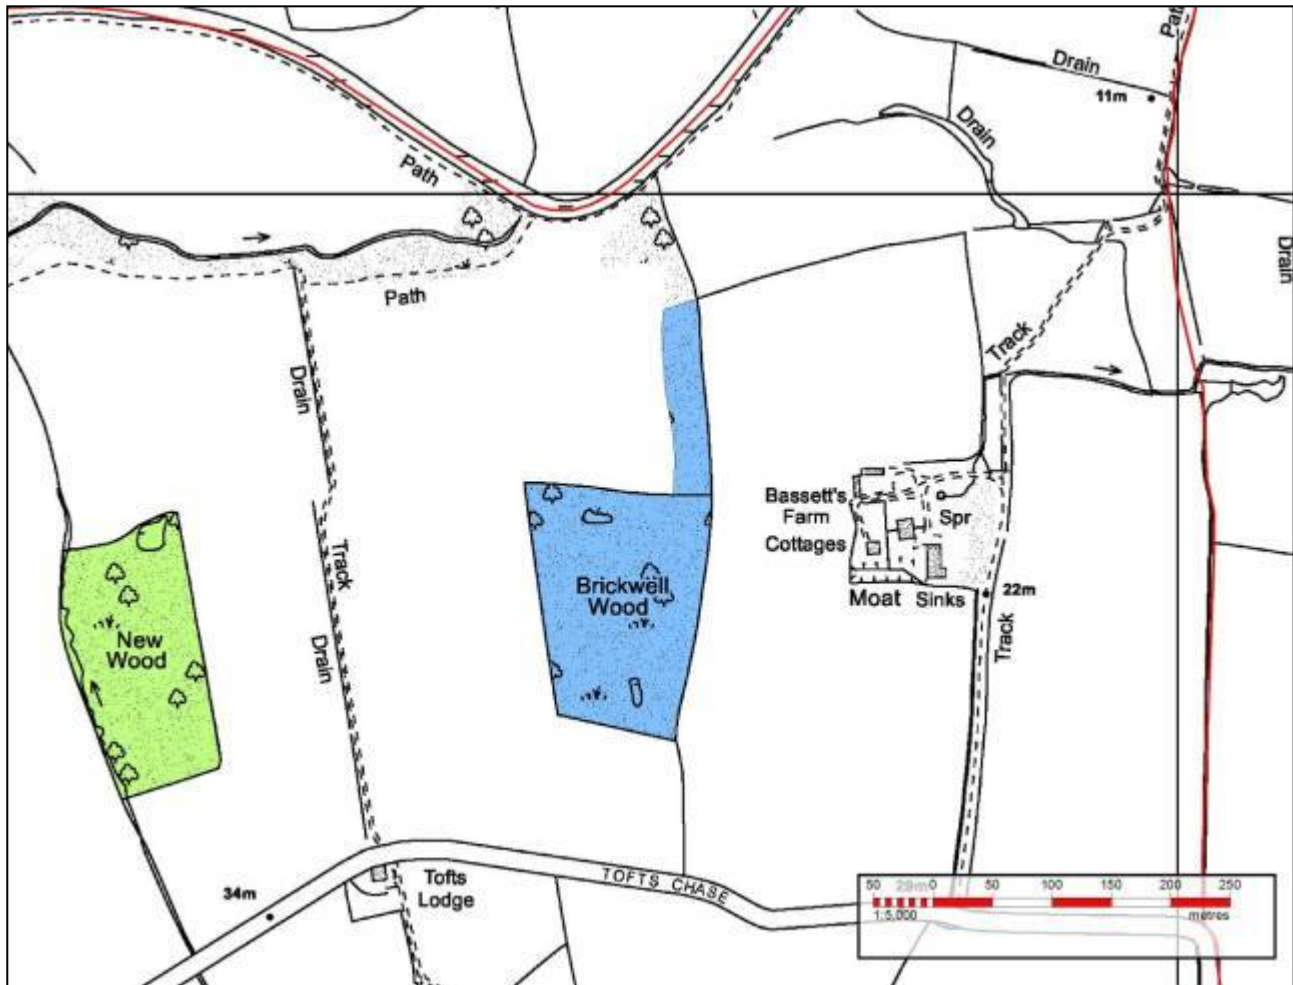 Path
Drain
11m
Drain
Path
Drain
Path
Track
Drain
Bassett's
Farm
Cottages
Spr
Track
Brickwell
Wood
Moat
Sinks
22m
New
Wood
Drain
Track
Tofts
Lodge
TOFTS CHASE
34m
50 29m 0 50 100 150 200 250
1:5,000 metres